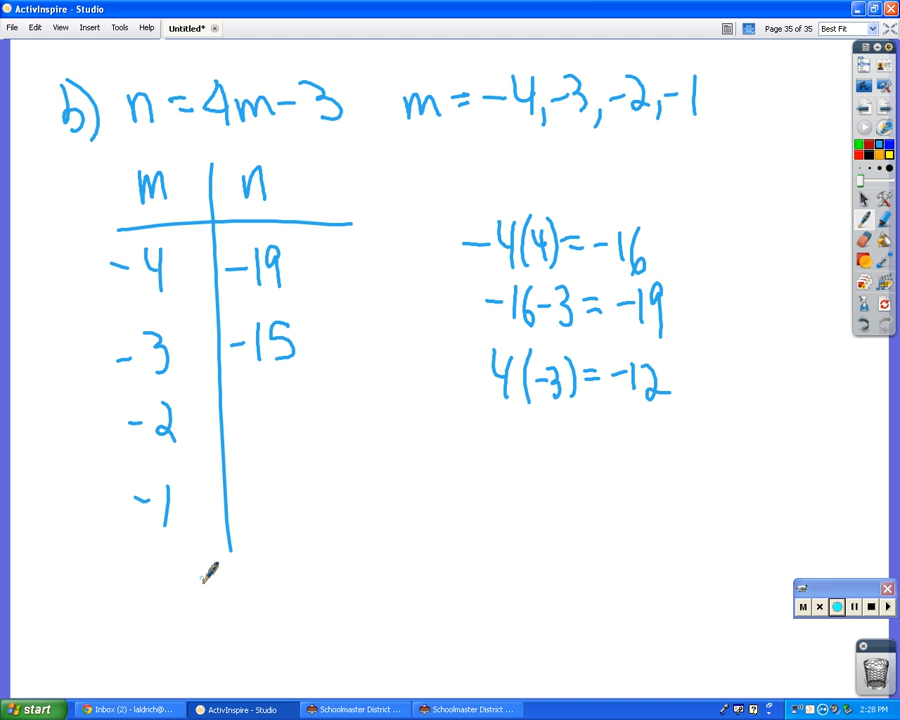 ActivInspire - Studio
File Edit View Insert Tools Help Untitled* Page 35 of 35 Best Fit
b) n = 4m - 3 m = -4, -3, -2, -1
m n
-4 -19
-3 -15
-2
-1
-4(4) = -16
-16 - 3 = -19
4(-3) = -12
M
start Inbox (2) - laldrich@... ActivInspire - Studio Schoolmaster District ... Schoolmaster District ... 2:28 PM